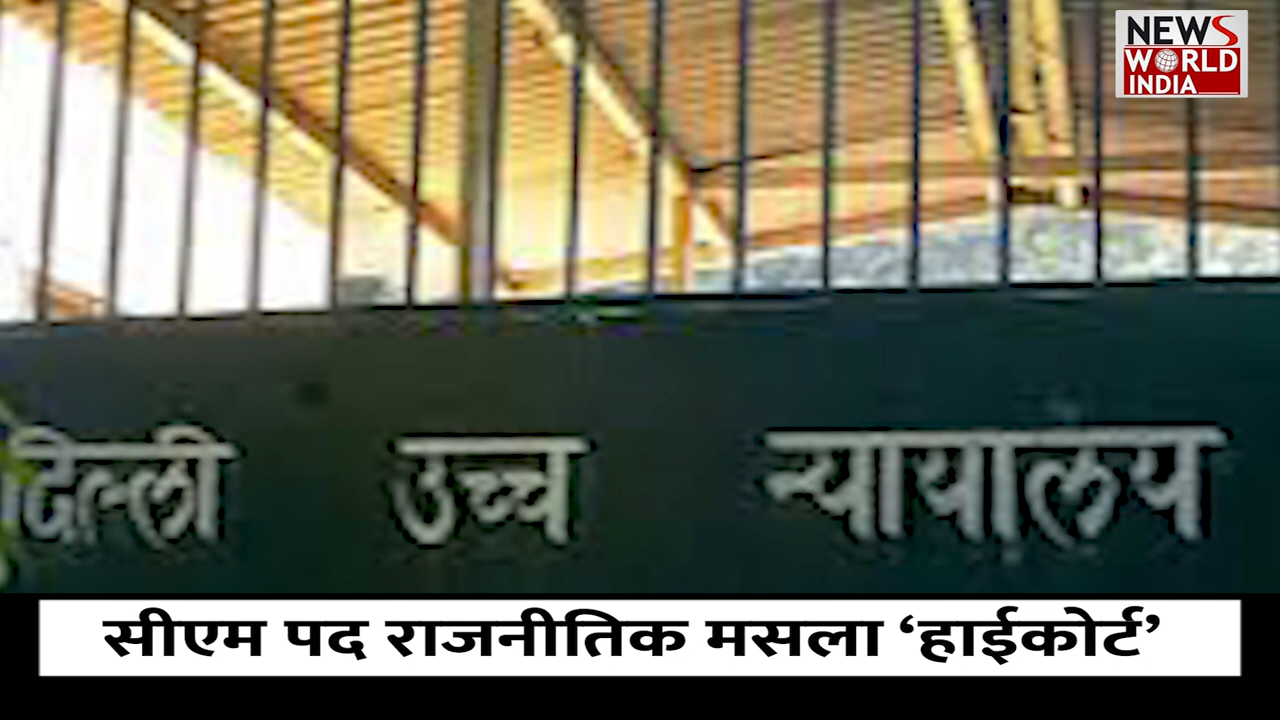 NEWS
WORLD
INDIA
दिल्ली उच्च न्यायालय
सीएम पद राजनीतिक मसला ‘हाईकोर्ट’